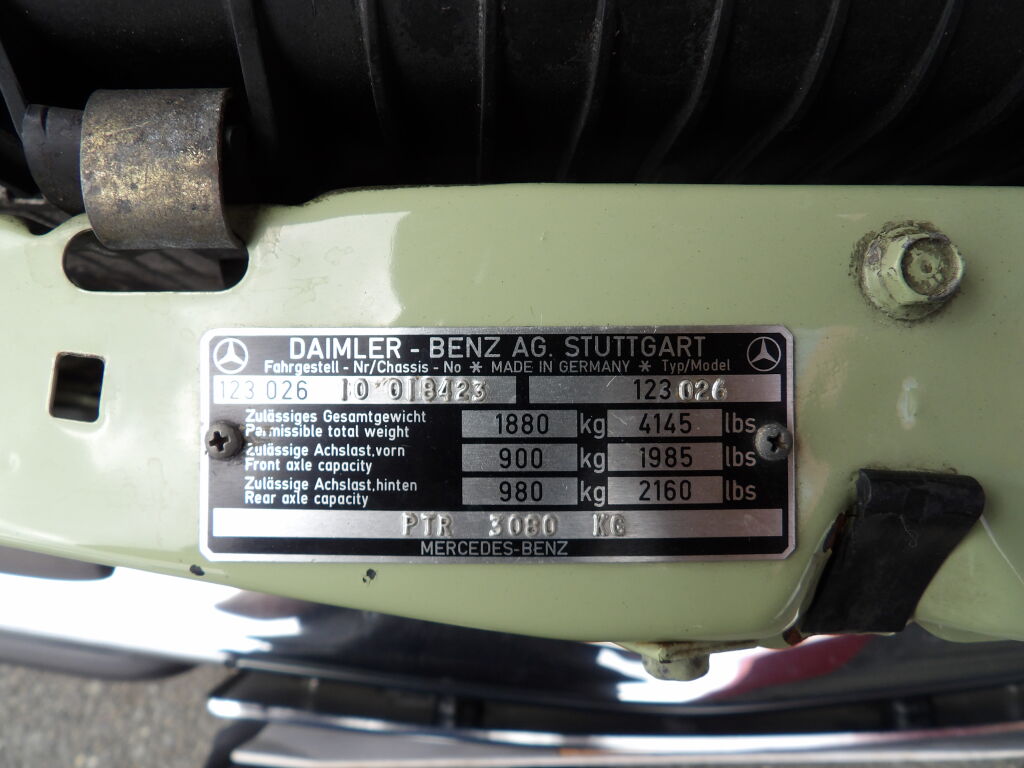 DAIMLER - BENZ AG. STUTTGART
Fahrgestell - Nr/Chassis - No * MADE IN GERMANY * Typ/Model
123 026 10*018423 123 026
Zulässiges Gesamtgewicht
Permissible total weight 1880 kg 4145 lbs
Zulässige Achslast,vorn
Front axle capacity 900 kg 1985 lbs
Zulässige Achslast,hinten
Rear axle capacity 980 kg 2160 lbs
PTR 3080 KG
MERCEDES-BENZ